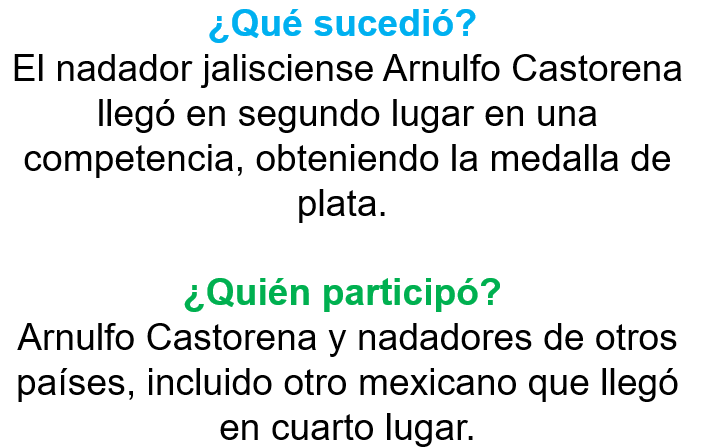 ¿Qué sucedió?
El nadador jalisciense Arnulfo Castorena
llegó en segundo lugar en una
competencia, obteniendo la medalla de
plata.
¿Quién participó?
Arnulfo Castorena y nadadores de otros
países, incluido otro mexicano que llegó
en cuarto lugar.